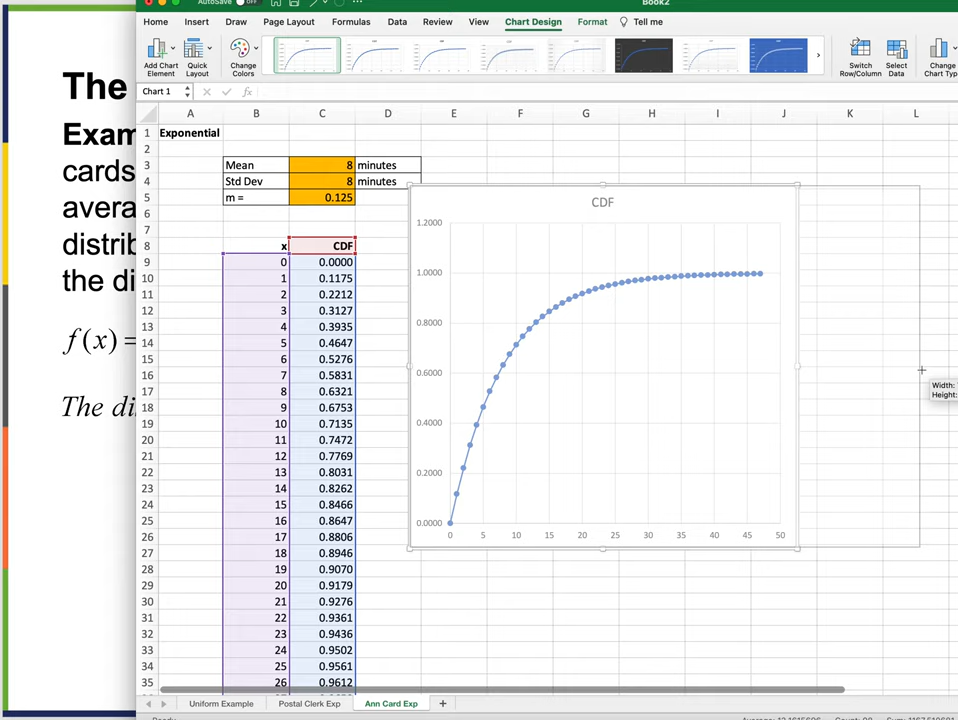 AutoSave OFF Book2
Home Insert Draw Page Layout Formulas Data Review View Chart Design Format Tell me
Add Chart Element Quick Layout Change Colors Switch Row/Column Select Data Change
Chart 1 fx
A B C D E F G H I J K L
1 Exponential
2
3 Mean 8 minutes
4 Std Dev 8 minutes
5 m = 0.125
6
7
8 x CDF
9 0 0.0000
10 1 0.1175
11 2 0.2212
12 3 0.3127
13 4 0.3935
14 5 0.4647
15 6 0.5276
16 7 0.5831
17 8 0.6321
18 9 0.6753
19 10 0.7135
20 11 0.7472
21 12 0.7769
22 13 0.8031
23 14 0.8262
24 15 0.8466
25 16 0.8647
26 17 0.8806
27 18 0.8946
28 19 0.9070
29 20 0.9179
30 21 0.9276
31 22 0.9361
32 23 0.9436
33 24 0.9502
34 25 0.9561
35 26 0.9612
CDF
1.2000
1.0000
0.8000
0.6000
0.4000
0.2000
0.0000
0 5 10 15 20 25 30 35 40 45 50
Width:
Height:
Uniform Example Postal Clerk Exp Ann Card Exp +
The
Exam
cards
avera
distrib
the di
f(x) =
The di